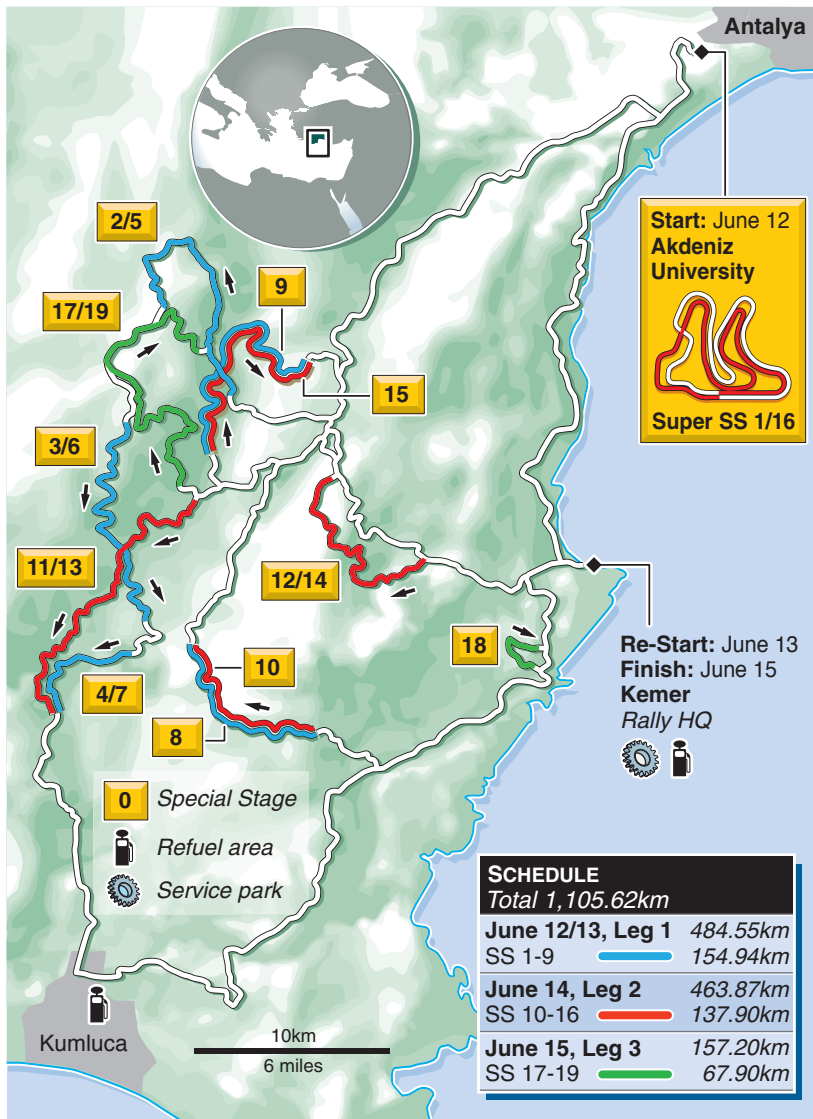 Antalya
Start: June 12
Akdeniz
University
Super SS 1/16
2/5
17/19
9
15
3/6
11/13
12/14
18
10
4/7
8
Re-Start: June 13
Finish: June 15
Kemer
Rally HQ
0 Special Stage
Refuel area
Service park
Kumluca
10km
6 miles
SCHEDULE
Total 1,105.62km
June 12/13, Leg 1 484.55km
SS 1-9 154.94km
June 14, Leg 2 463.87km
SS 10-16 137.90km
June 15, Leg 3 157.20km
SS 17-19 67.90km